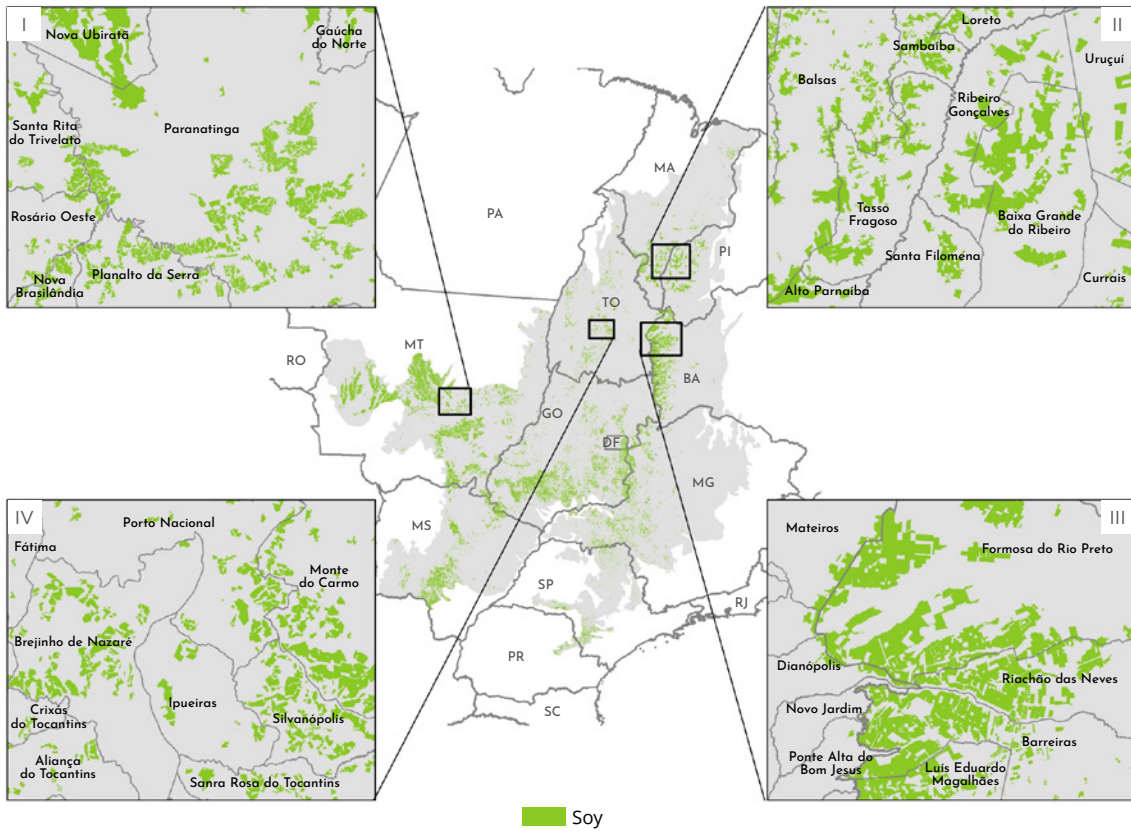 I
Nova Ubiratã
Gaúcha
do Norte
Santa Rita
do Trivelato
Paranatinga
Rosário Oeste
Planalto da Serra
Nova
Brasilândia
II
Loreto
Sambaíba
Uruçuí
Balsas
Ribeiro
Gonçalves
Tasso
Fragoso
Baixa Grande
do Ribeiro
Santa Filomena
Currais
Alto Parnaíba
MA
PA
PI
TO
RO
MT
BA
GO
DF
MG
MS
SP
RJ
PR
SC
IV
Porto Nacional
Fátima
Monte
do Carmo
Brejinho de Nazaré
Ipueiras
Crixás
do Tocantins
Silvanópolis
Aliança
do Tocantins
Sanra Rosa do Tocantins
III
Mateiros
Formosa do Rio Preto
Dianópolis
Riachão das Neves
Novo Jardim
Barreiras
Ponte Alta do
Bom Jesus
Luís Eduardo
Magalhães
Soy